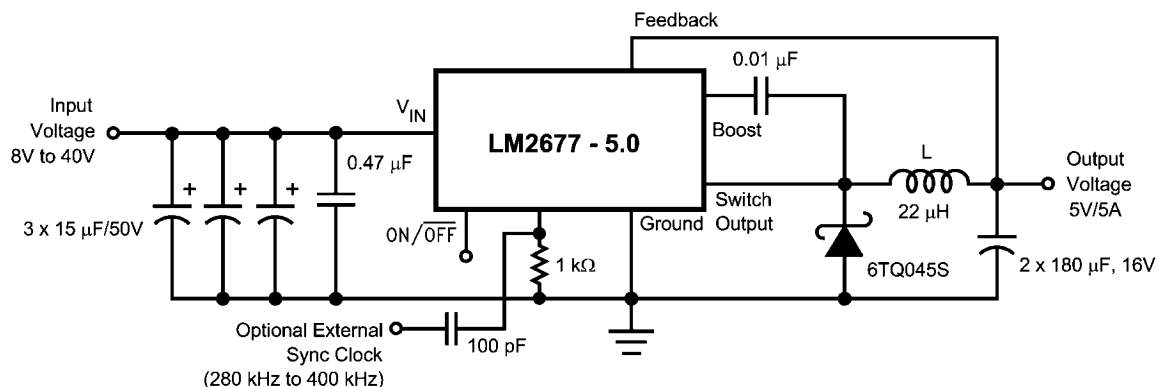 Feedback
0.01 μF
Input
Voltage
8V to 40V
V_IN
LM2677 - 5.0
Boost
0.47 μF
+
+
+
3 x 15 μF/50V
ON/O̅F̅F̅
Ground
Switch
Output
L
22 μH
Output
Voltage
5V/5A
1 kΩ
6TQ045S
2 x 180 μF, 16V
Optional External
Sync Clock
(280 kHz to 400 kHz)
100 pF